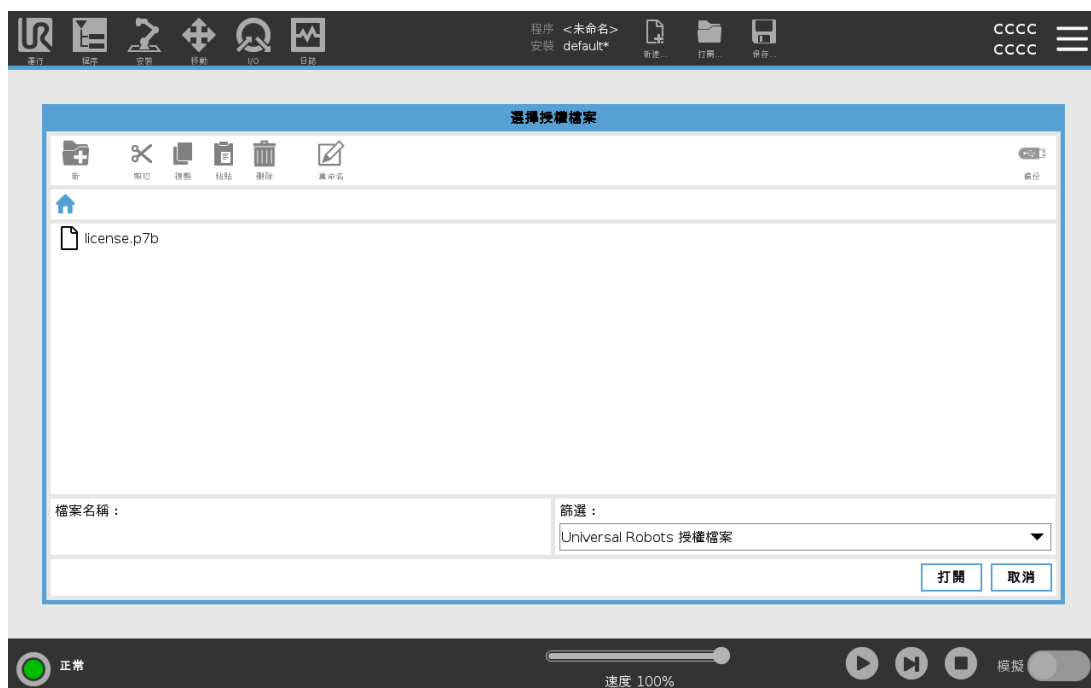 程序 <未命名>
安裝 default*
運行 程序 安裝 移動 I/O 日誌
新建... 打開... 保存...
CCCC
CCCC
選擇授權檔案
新 剪切 複製 粘貼 刪除 重命名 備份
license.p7b
檔案名稱：
篩選：
Universal Robots 授權檔案
打開 取消
正常
速度 100%
模擬